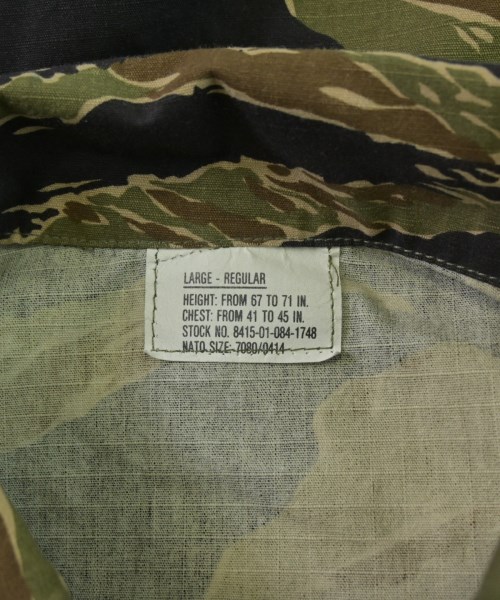 LARGE - REGULAR
HEIGHT: FROM 67 TO 71 IN.
CHEST: FROM 41 TO 45 IN.
STOCK NO. 8415-01-084-1748
NATO SIZE: 7080/0414